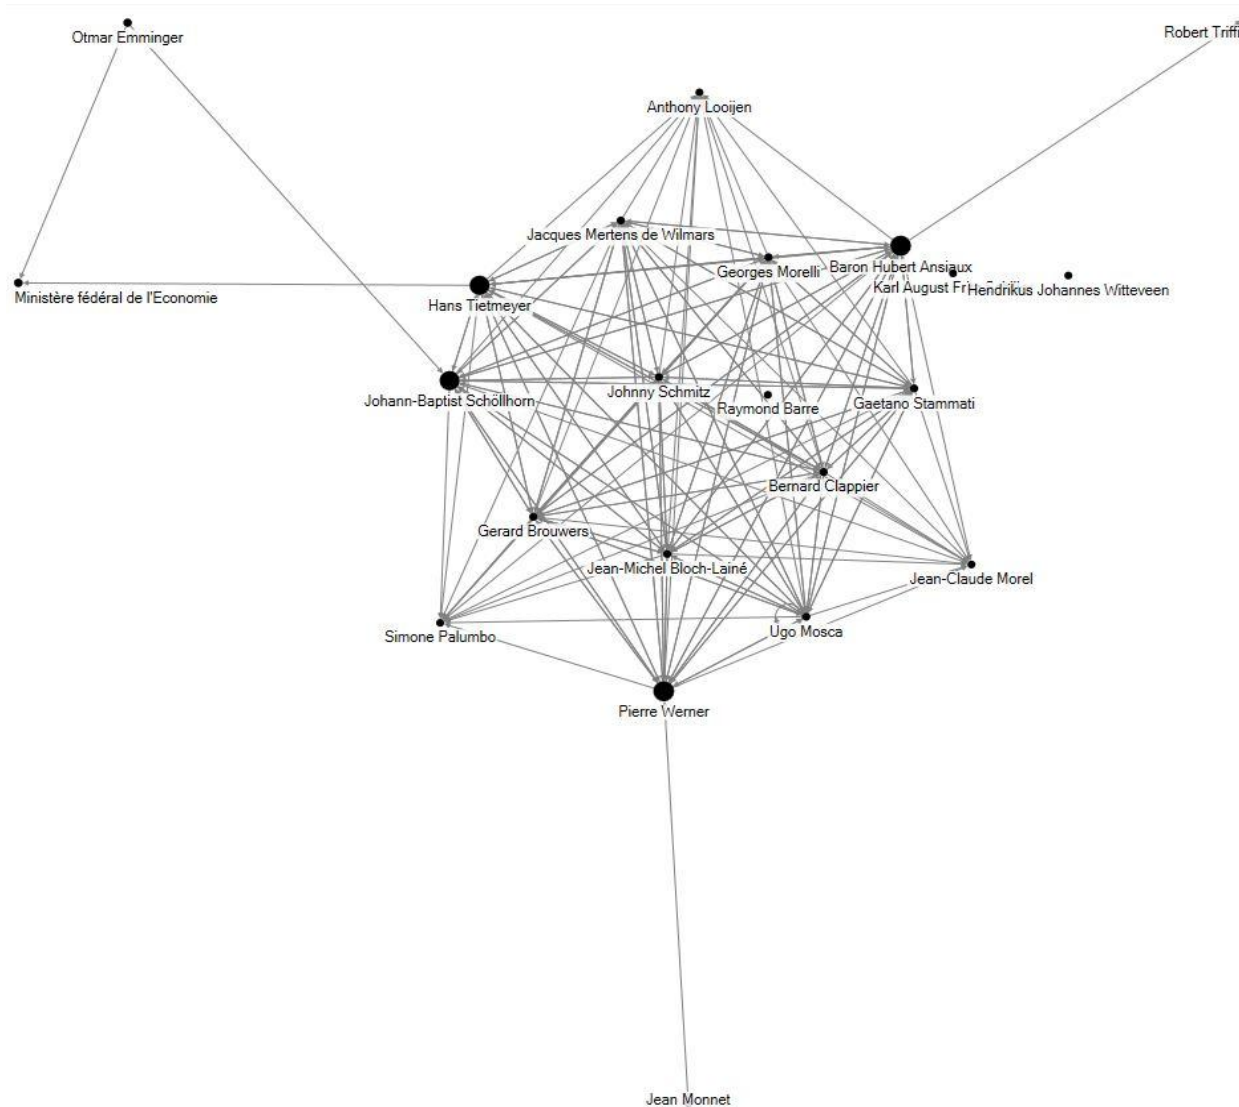 Otmar Emminger
Robert Triffi
Anthony Looijen
Jacques Mertens de Wilmars
Georges Morelli
Baron Hubert Ansiaux
Karl August Fr
Hendrikus Johannes Witteveen
Ministère fédéral de l'Economie
Hans Tietmeyer
Johann-Baptist Schöllhorn
Johnny Schmitz
Raymond Barre
Gaetano Stammati
Bernard Clappier
Gerard Brouwers
Jean-Michel Bloch-Lainé
Jean-Claude Morel
Simone Palumbo
Ugo Mosca
Pierre Werner
Jean Monnet